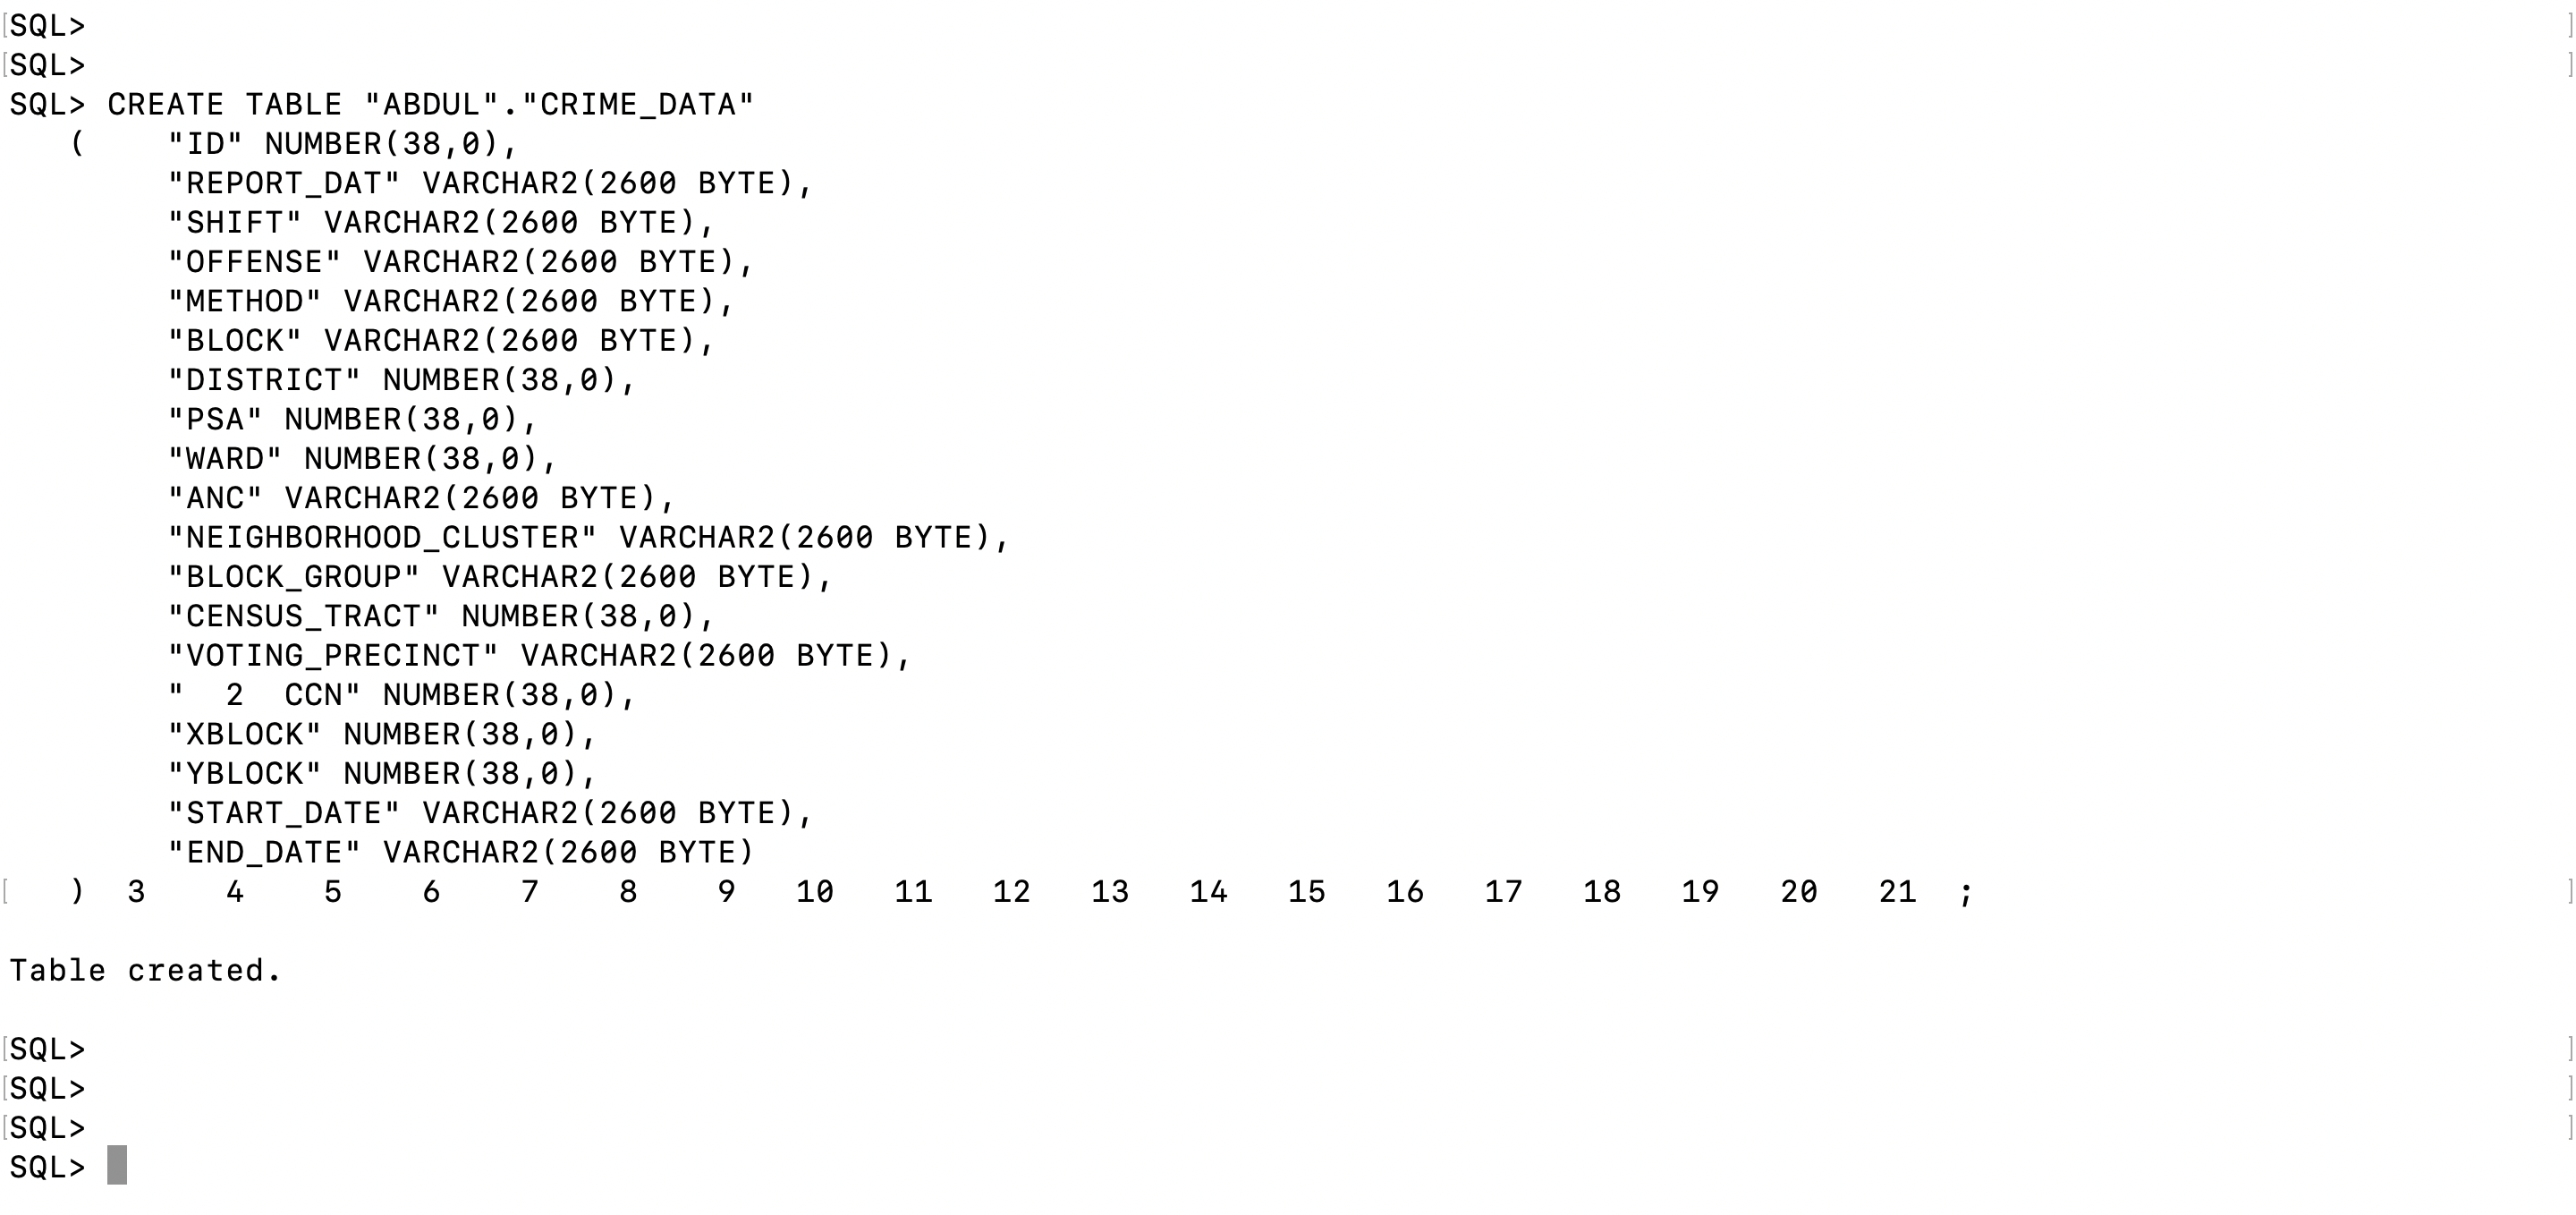 [SQL> ]
[SQL> ]
SQL> CREATE TABLE "ABDUL"."CRIME_DATA"
   (    "ID" NUMBER(38,0),
        "REPORT_DAT" VARCHAR2(2600 BYTE),
        "SHIFT" VARCHAR2(2600 BYTE),
        "OFFENSE" VARCHAR2(2600 BYTE),
        "METHOD" VARCHAR2(2600 BYTE),
        "BLOCK" VARCHAR2(2600 BYTE),
        "DISTRICT" NUMBER(38,0),
        "PSA" NUMBER(38,0),
        "WARD" NUMBER(38,0),
        "ANC" VARCHAR2(2600 BYTE),
        "NEIGHBORHOOD_CLUSTER" VARCHAR2(2600 BYTE),
        "BLOCK_GROUP" VARCHAR2(2600 BYTE),
        "CENSUS_TRACT" NUMBER(38,0),
        "VOTING_PRECINCT" VARCHAR2(2600 BYTE),
        "  2  CCN" NUMBER(38,0),
        "XBLOCK" NUMBER(38,0),
        "YBLOCK" NUMBER(38,0),
        "START_DATE" VARCHAR2(2600 BYTE),
        "END_DATE" VARCHAR2(2600 BYTE)
[   )  3    4    5    6    7    8    9   10   11   12   13   14   15   16   17   18   19   20   21  ; ]
Table created.
[SQL> ]
[SQL> ]
[SQL> ]
SQL>